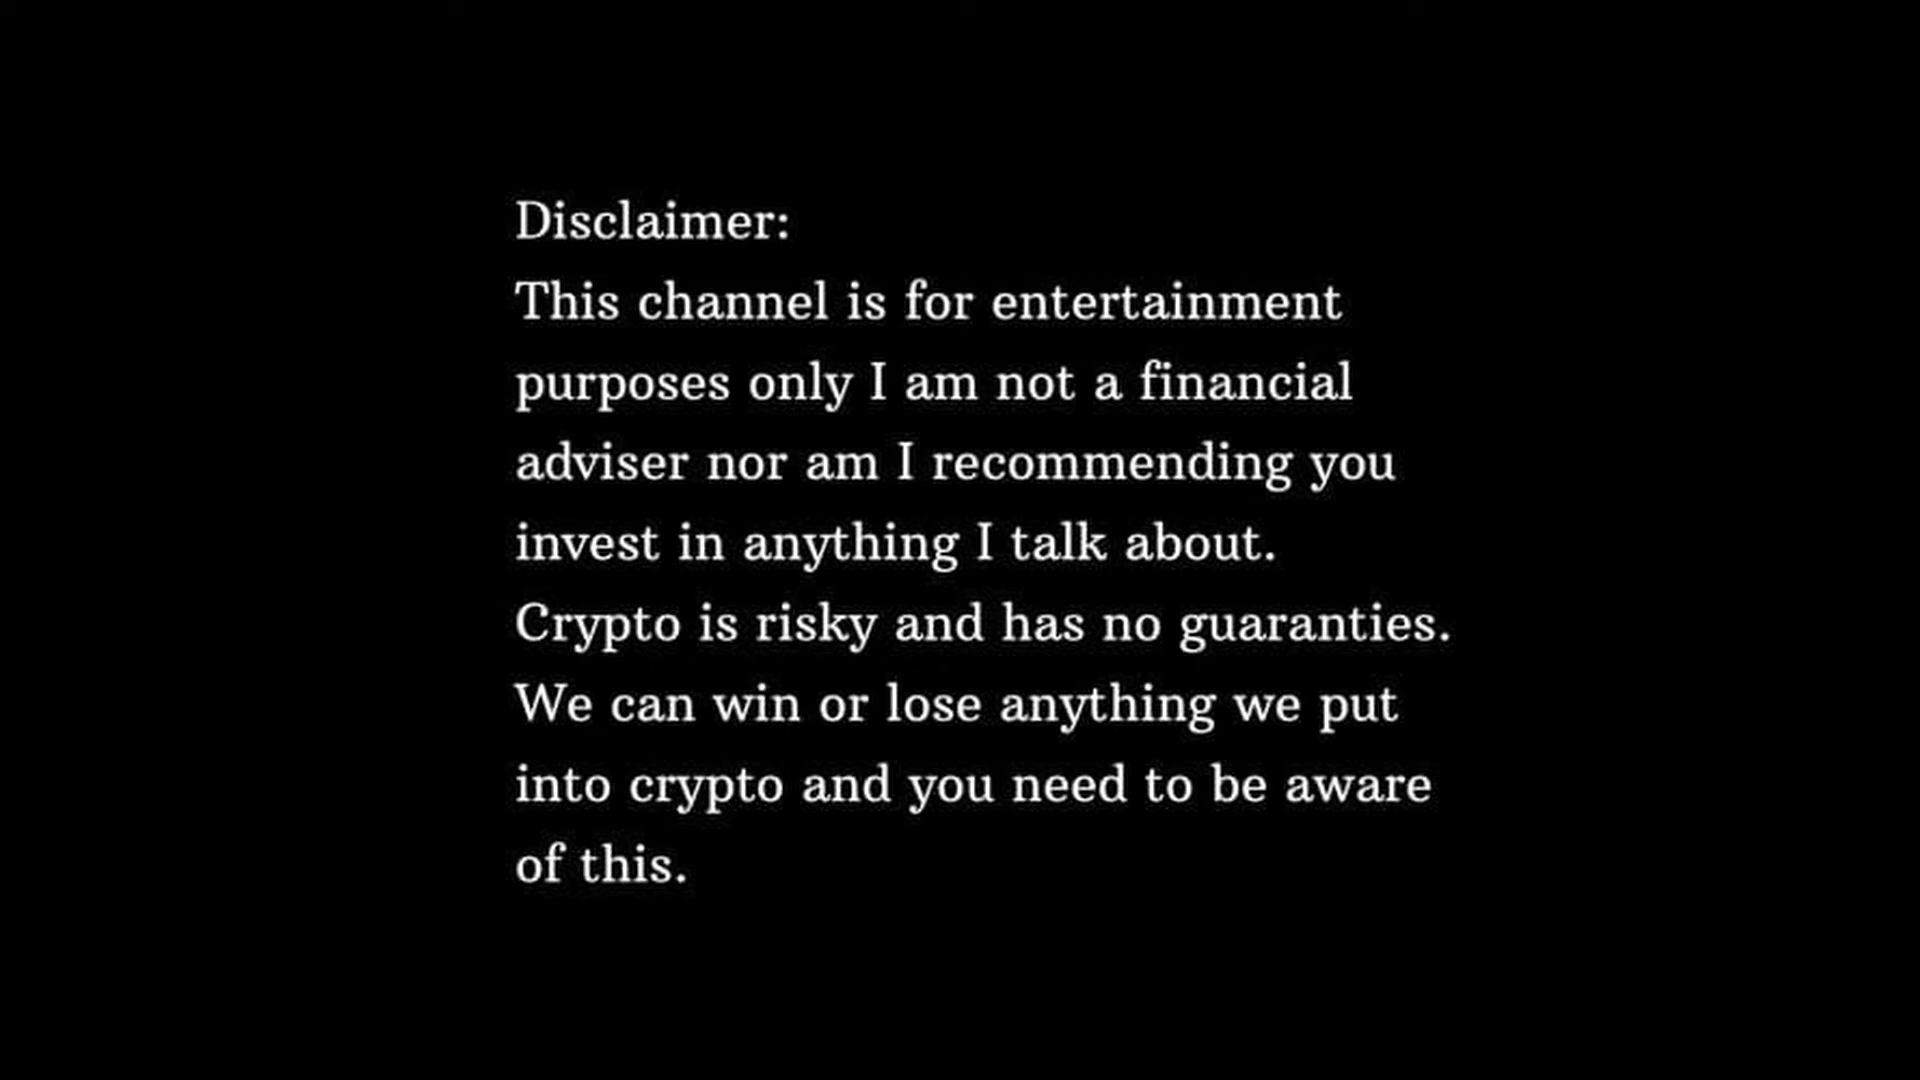 Disclaimer:
This channel is for entertainment
purposes only I am not a financial
adviser nor am I recommending you
invest in anything I talk about.
Crypto is risky and has no guaranties.
We can win or lose anything we put
into crypto and you need to be aware
of this.